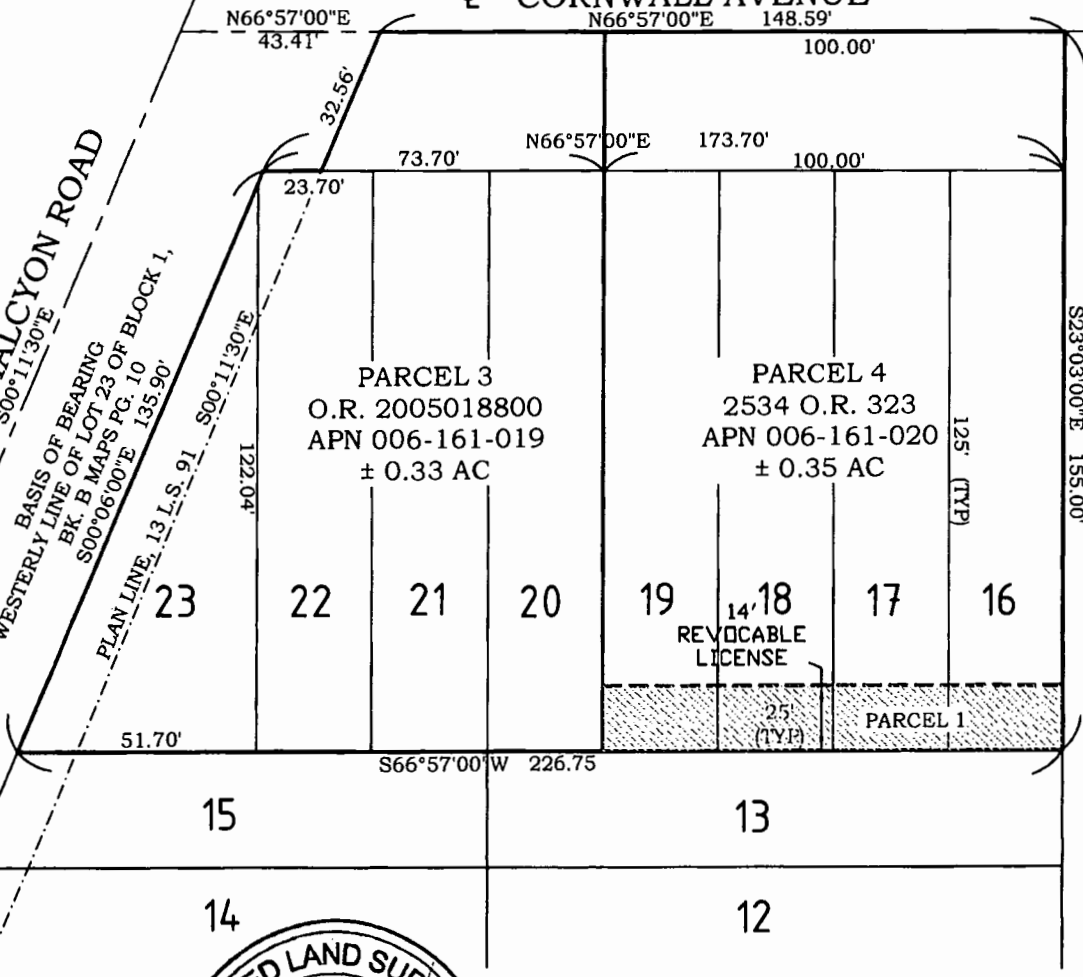 ℄ CORNWALL AVENUE
N66°57'00"E
43.41'
N66°57'00"E 148.59'
100.00'
32.56'
N66°57'00"E 173.70'
73.70'
100.00'
23.70'
HALCYON ROAD
S00°11'30"E
BASIS OF BEARING
WESTERLY LINE OF LOT 23 OF BLOCK 1,
BK. B MAPS PG. 10
S00°06'00"E 135.90'
PLAN LINE, 13 L.S. 91 S00°11'30"E
122.04'
PARCEL 3
O.R. 2005018800
APN 006-161-019
± 0.33 AC
PARCEL 4
2534 O.R. 323
APN 006-161-020
± 0.35 AC
125' (TYP)
S23°03'00"E 155.00'
23
22
21
20
19
18
17
16
14'
REVOCABLE
LICENSE
25'
(TYP)
PARCEL 1
51.70'
S66°57'00"W 226.75
15
13
14
12
LAND SUR